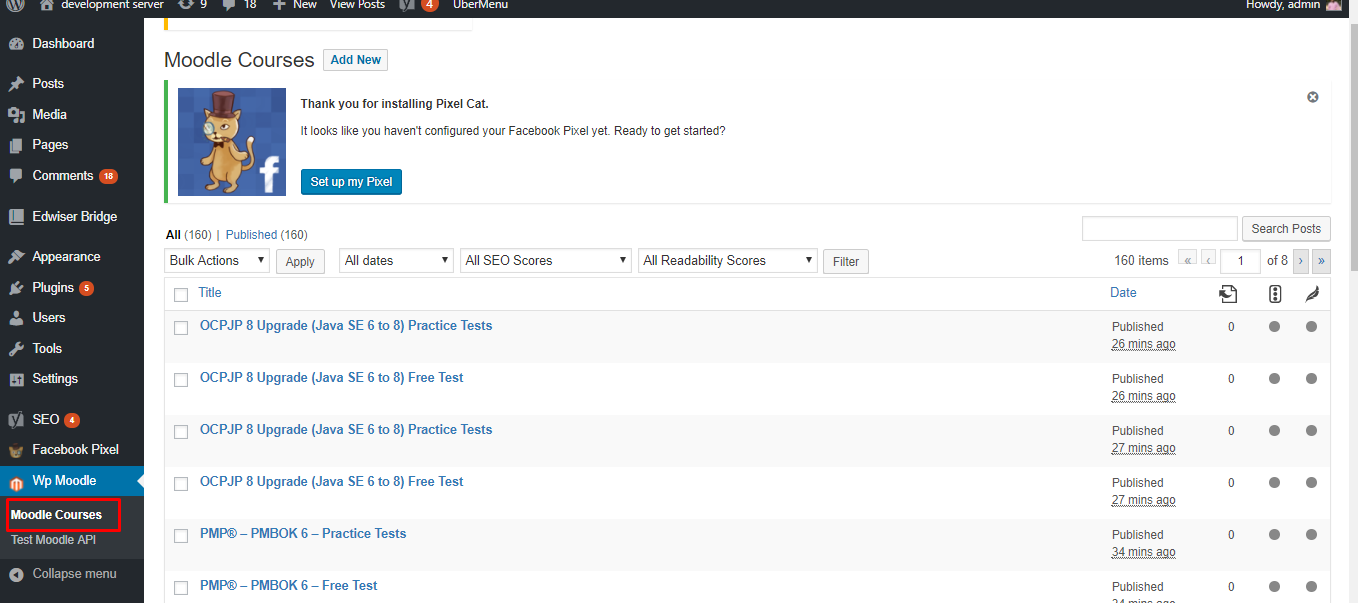 development server 9 18 New View Posts 4 UberMenu Howdy, admin
Dashboard
Posts
Media
Pages
Comments 18
Edwiser Bridge
Appearance
Plugins 5
Users
Tools
Settings
SEO 4
Facebook Pixel
Wp Moodle
Moodle Courses
Test Moodle API
Collapse menu
Moodle Courses Add New
Thank you for installing Pixel Cat.
It looks like you haven't configured your Facebook Pixel yet. Ready to get started?
Set up my Pixel
All (160) | Published (160)
Search Posts
Bulk Actions Apply All dates All SEO Scores All Readability Scores Filter 160 items « ‹ 1 of 8 › »
Title Date
OCPJP 8 Upgrade (Java SE 6 to 8) Practice Tests Published 0
26 mins ago
OCPJP 8 Upgrade (Java SE 6 to 8) Free Test Published 0
26 mins ago
OCPJP 8 Upgrade (Java SE 6 to 8) Practice Tests Published 0
27 mins ago
OCPJP 8 Upgrade (Java SE 6 to 8) Free Test Published 0
27 mins ago
PMP® – PMBOK 6 – Practice Tests Published 0
34 mins ago
PMP® – PMBOK 6 – Free Test Published 0
mins ago